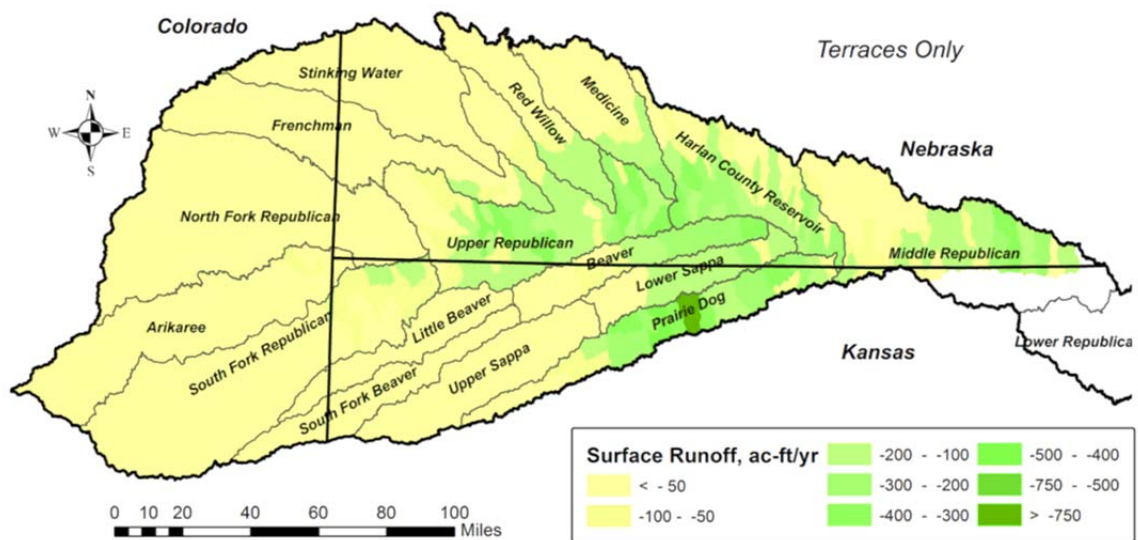 Colorado
Terraces Only
Stinking Water
Red Willow
Medicine
N
W E
S
Frenchman
Harlan County Reservoir
Nebraska
North Fork Republican
Upper Republican
Beaver
Middle Republican
Lower Sappa
Little Beaver
Prairie Dog
Arikaree
South Fork Republican
Kansas
Lower Republica
Upper Sappa
South Fork Beaver
Surface Runoff, ac-ft/yr
< - 50
-100 - -50
-200 - -100
-300 - -200
-400 - -300
-500 - -400
-750 - -500
> -750
0 10 20 40 60 80 100
Miles